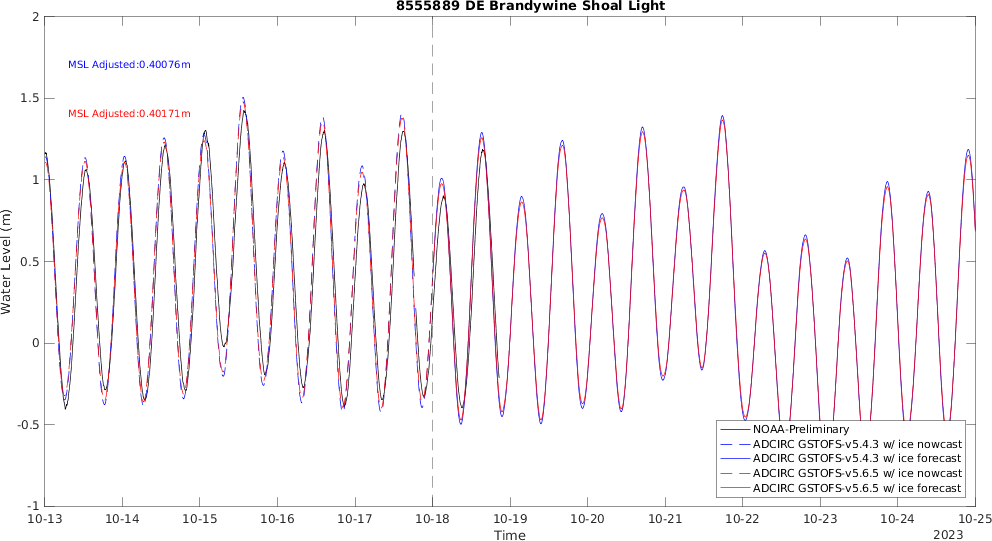 8555889 DE Brandywine Shoal Light
2
MSL Adjusted:0.40076m
1.5
MSL Adjusted:0.40171m
1
Water Level (m)
0.5
0
-0.5
NOAA-Preliminary
ADCIRC GSTOFS-v5.4.3 w/ ice nowcast
ADCIRC GSTOFS-v5.4.3 w/ ice forecast
ADCIRC GSTOFS-v5.6.5 w/ ice nowcast
ADCIRC GSTOFS-v5.6.5 w/ ice forecast
-1
10-13 10-14 10-15 10-16 10-17 10-18 10-19 10-20 10-21 10-22 10-23 10-24 10-25
Time
2023